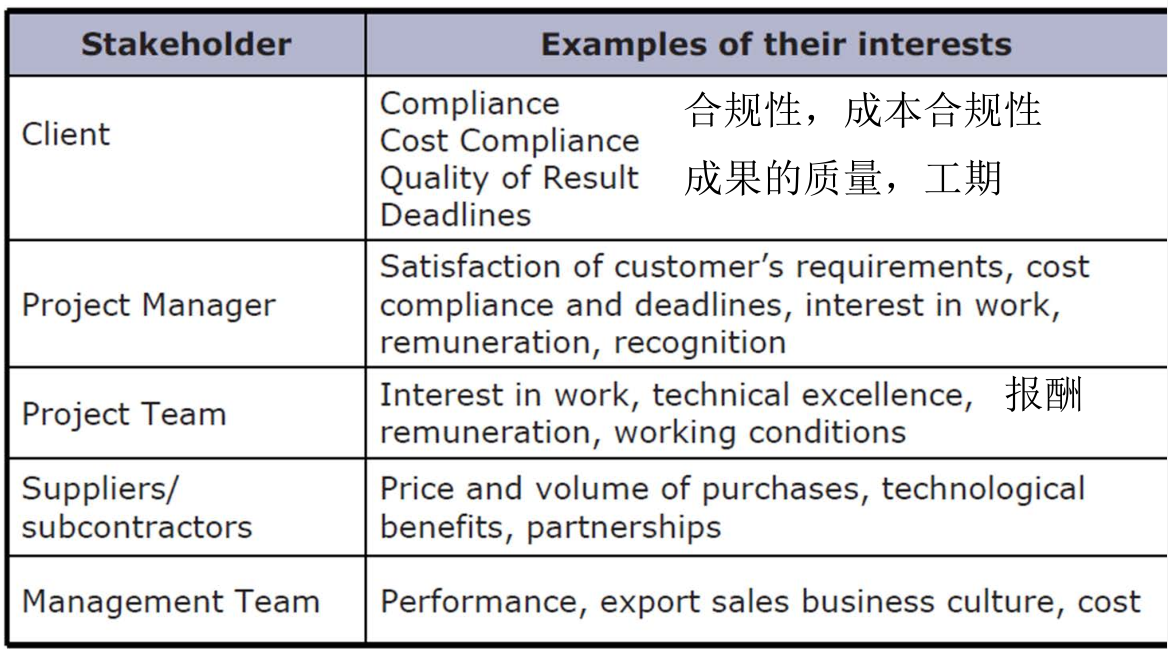 Stakeholder
Examples of their interests
Client
Compliance
合规性，成本合规性
Cost Compliance
Quality of Result
成果的质量，工期
Deadlines
Project Manager
Satisfaction of customer’s requirements, cost
compliance and deadlines, interest in work,
remuneration, recognition
Project Team
Interest in work, technical excellence,
报酬
remuneration, working conditions
Suppliers/
subcontractors
Price and volume of purchases, technological
benefits, partnerships
Management Team
Performance, export sales business culture, cost